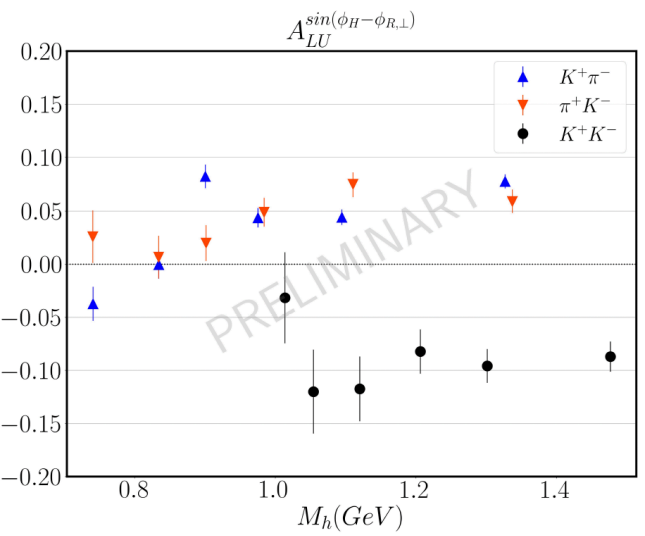 A_{LU}^{sin(ϕ_H−ϕ_{R,⊥})}
0.20
0.15
0.10
0.05
0.00
−0.05
−0.10
−0.15
−0.20
K⁺π⁻
π⁺K⁻
K⁺K⁻
PRELIMINARY
0.8 1.0 1.2 1.4
M_h(GeV)